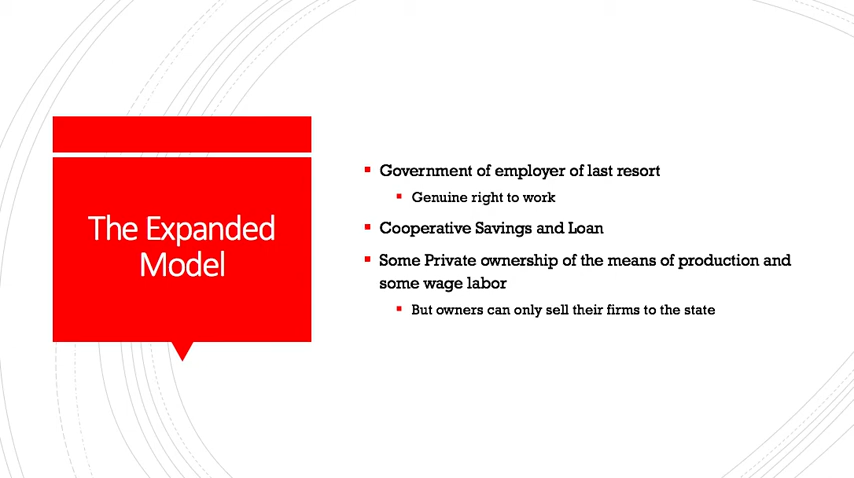 The Expanded
Model
Government of employer of last resort
Genuine right to work
Cooperative Savings and Loan
Some Private ownership of the means of production and
some wage labor
But owners can only sell their firms to the state